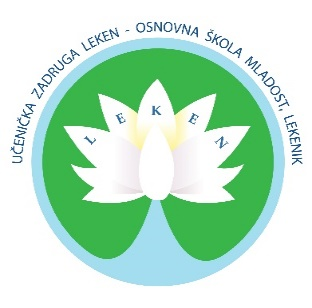 UČENIČKA ZADRUGA LEKEN - OSNOVNA ŠKOLA MLADOST, LEKENIK
LEKEN